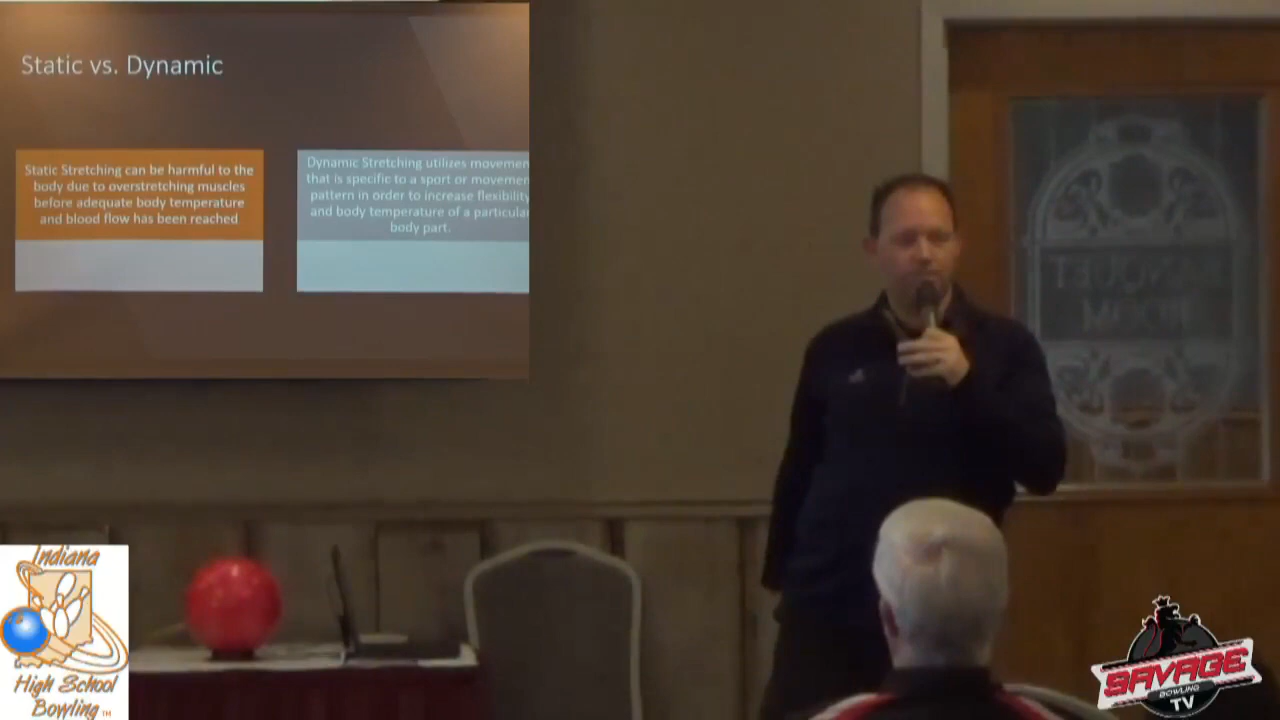 Static vs. Dynamic
Static Stretching can be harmful to the
body due to overstretching muscles
before adequate body temperature
and blood flow has been reached
Dynamic Stretching utilizes movemen
that is specific to a sport or movemen
pattern in order to increase flexibility
and body temperature of a particular
body part.
Indiana
High School
Bowling™
SAVAGE
BOWLING
TV